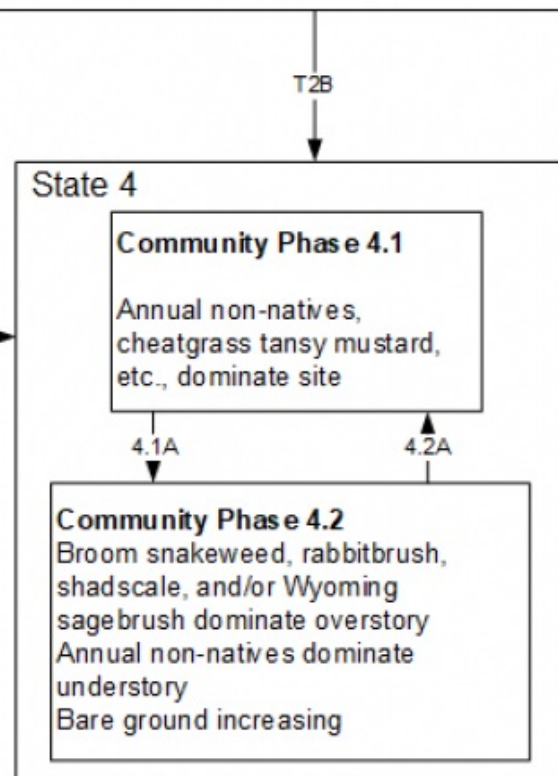 T2B
State 4
Community Phase 4.1
Annual non-natives,
cheatgrass tansy mustard,
etc., dominate site
4.1A
4.2A
Community Phase 4.2
Broom snakeweed, rabbitbrush,
shadscale, and/or Wyoming
sagebrush dominate overstory
Annual non-natives dominate
understory
Bare ground increasing